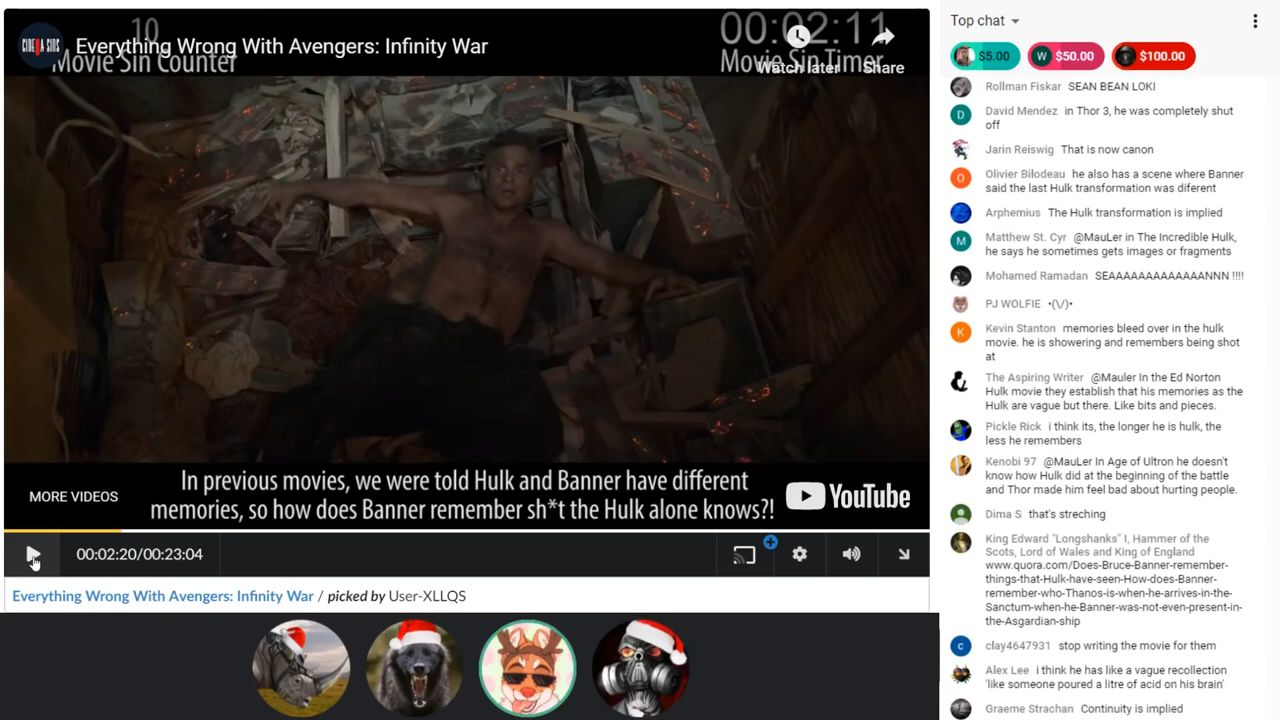 10
Movie Sin Counter
00:02:11
Movie Sin Timer
CINEMA SINS
Everything Wrong With Avengers: Infinity War
Watch later
Share
In previous movies, we were told Hulk and Banner have different
memories, so how does Banner remember sh*t the Hulk alone knows?!
MORE VIDEOS
YouTube
00:02:20/00:23:04
Everything Wrong With Avengers: Infinity War / picked by User-XLLQS
Top chat
$5.00
W $50.00
$100.00
Rollman Fiskar SEAN BEAN LOKI
D David Mendez in Thor 3, he was completely shut
off
Jarin Reiswig That is now canon
O Olivier Bilodeau he also has a scene where Banner
said the last Hulk transformation was diferent
Arphemius The Hulk transformation is implied
M Matthew St. Cyr @MauLer in The Incredible Hulk,
he says he sometimes gets images or fragments
Mohamed Ramadan SEAAAAAAAAAAAAANNN !!!!
PJ WOLFIE •(\/)•
K Kevin Stanton memories bleed over in the hulk
movie. he is showering and remembers being shot
at
The Aspiring Writer @Mauler In the Ed Norton
Hulk movie they establish that his memories as the
Hulk are vague but there. Like bits and pieces.
Pickle Rick i think its, the longer he is hulk, the
less he remembers
Kenobi 97 @MauLer In Age of Ultron he doesn't
know how Hulk did at the beginning of the battle
and Thor made him feel bad about hurting people.
Dima S that's streching
King Edward "Longshanks" I, Hammer of the
Scots, Lord of Wales and King of England
www.quora.com/Does-Bruce-Banner-remember-
things-that-Hulk-have-seen-How-does-Banner-
remember-who-Thanos-is-when-he-arrives-in-the-
Sanctum-when-he-Banner-was-not-even-present-in-
the-Asgardian-ship
c clay4647931 stop writing the movie for them
Alex Lee i think he has like a vague recollection
'like someone poured a litre of acid on his brain'
Graeme Strachan Continuity is implied